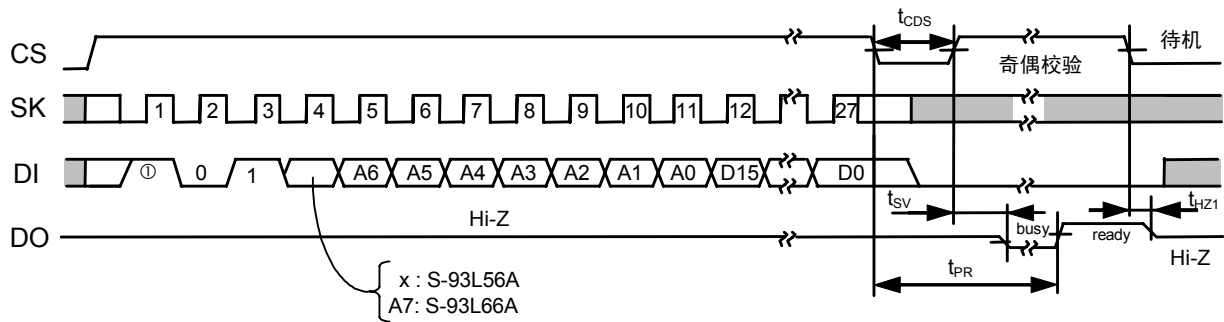 tCDS
CS
待机
奇偶校验
SK 1 2 3 4 5 6 7 8 9 10 11 12 27
DI ① 0 1 A6 A5 A4 A3 A2 A1 A0 D15 D0
tSV
tHZ1
Hi-Z
busy
ready
DO
Hi-Z
tPR
x : S-93L56A
A7: S-93L66A